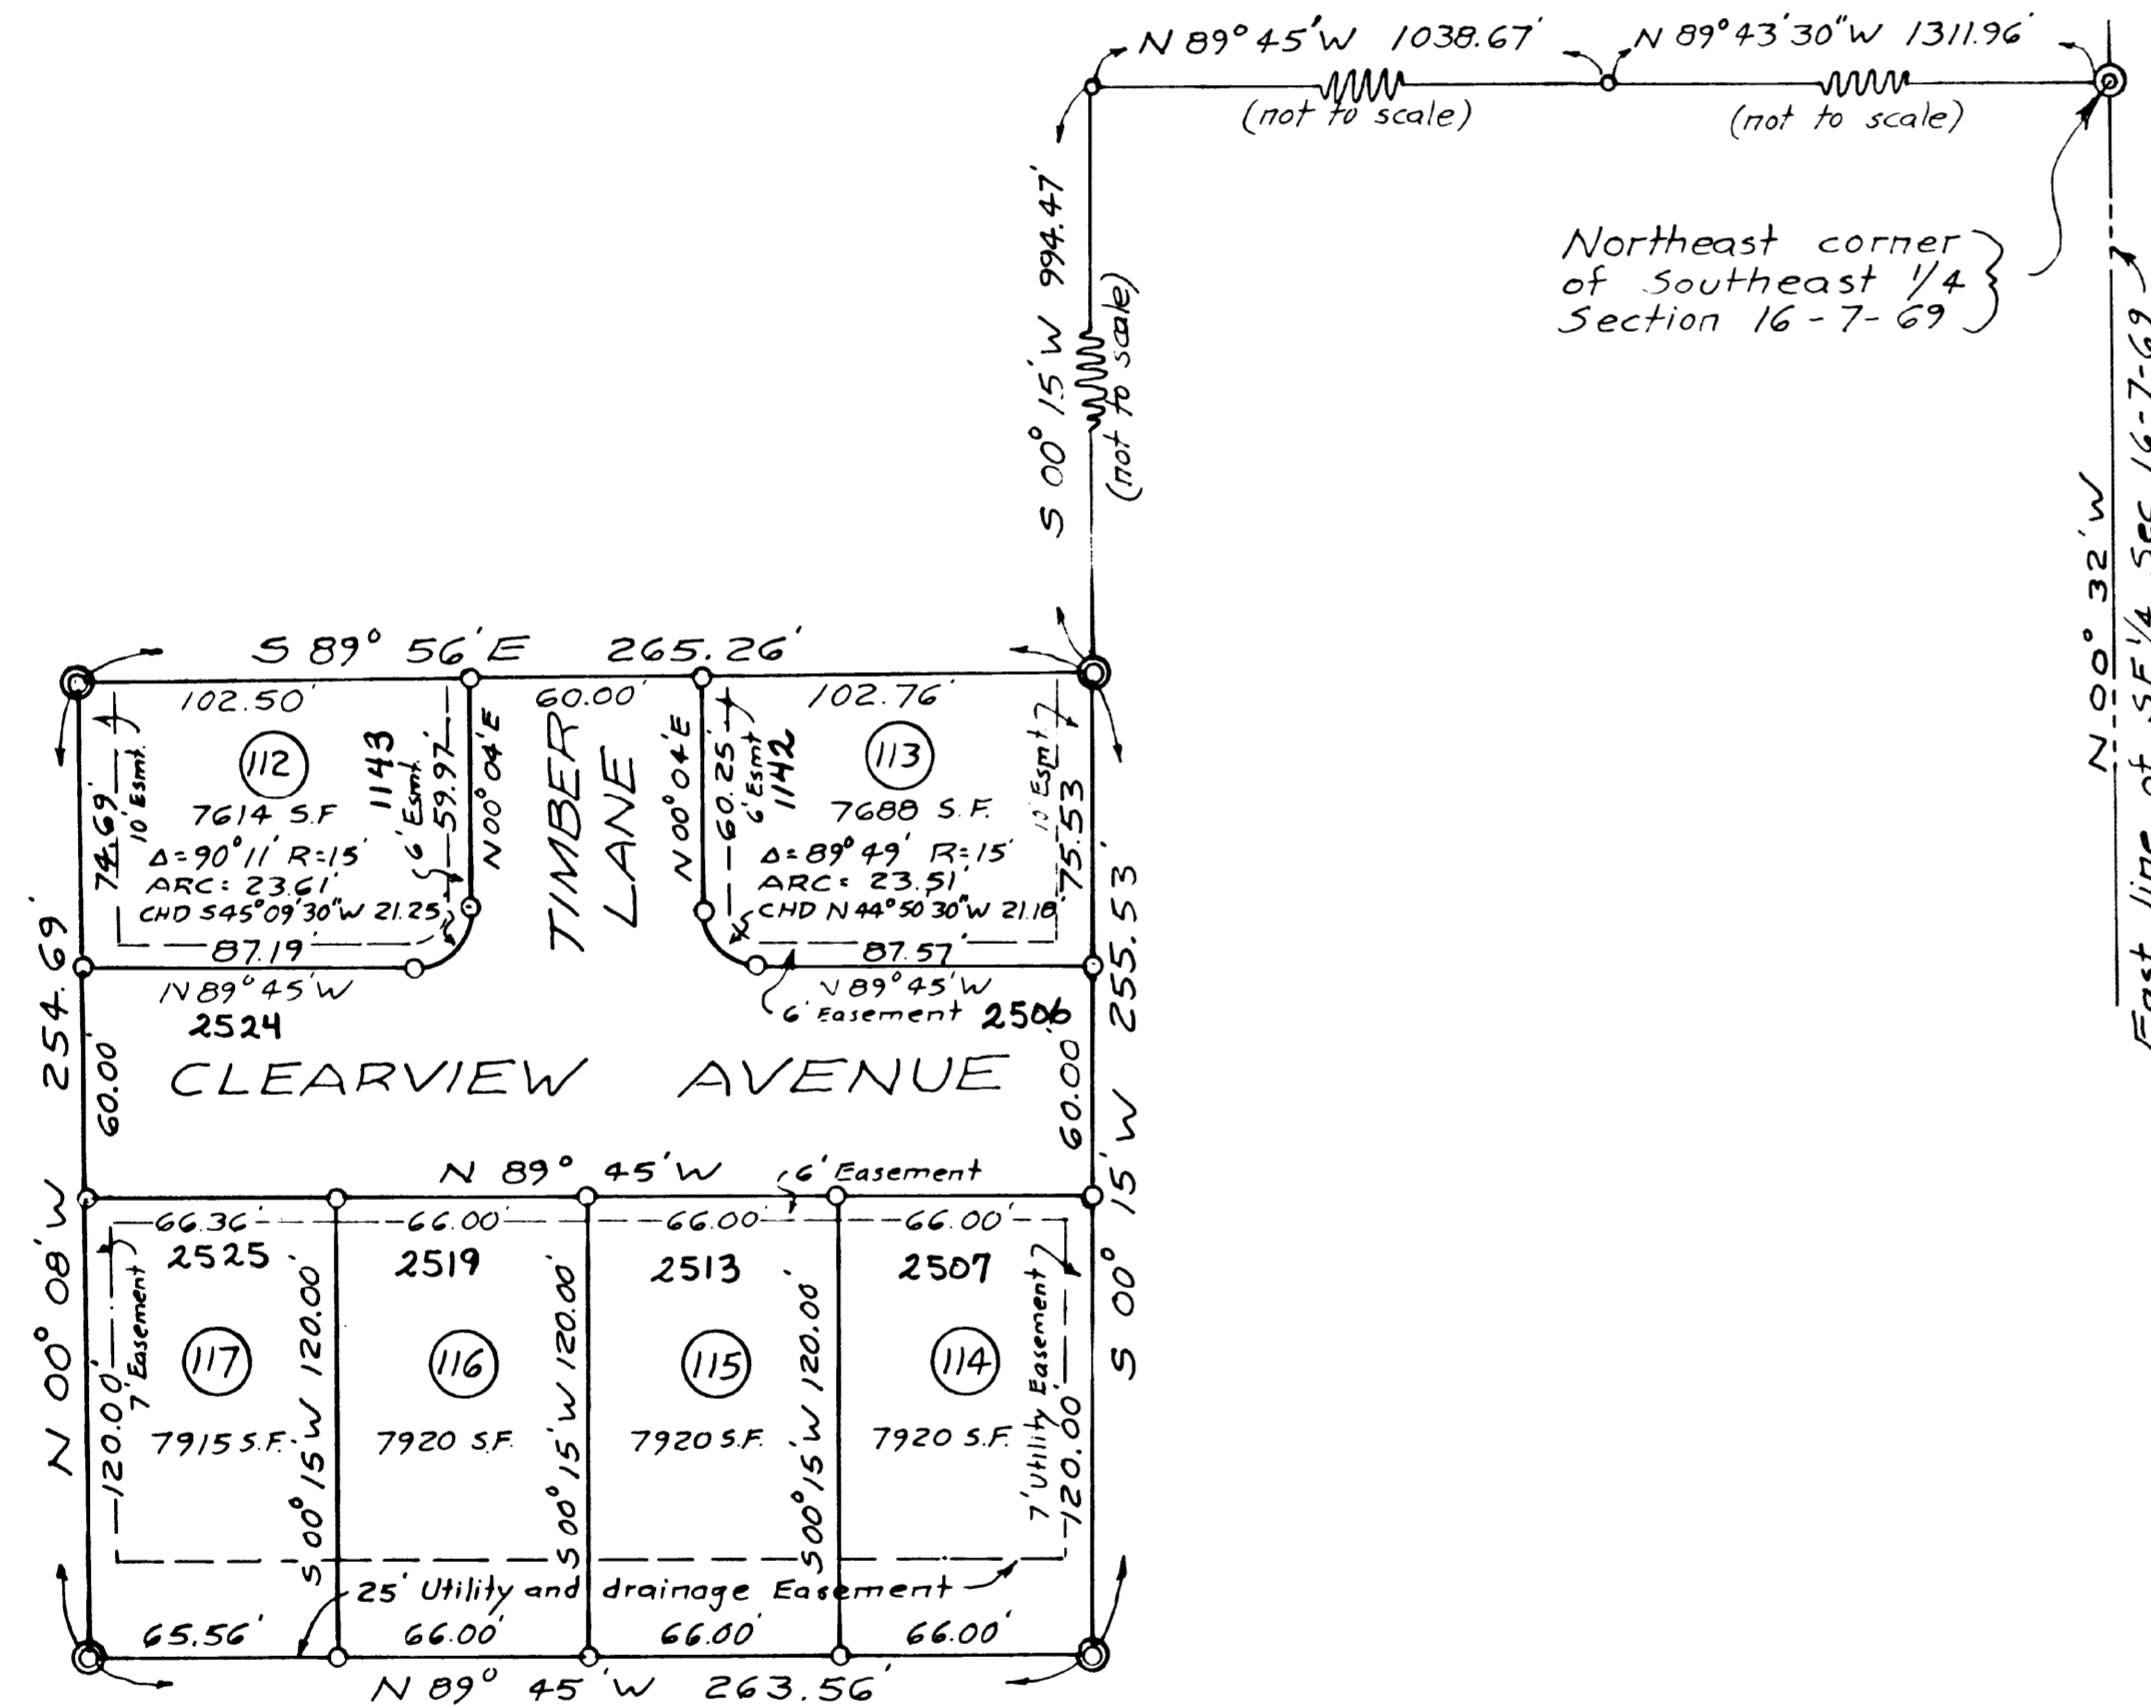 N 89° 45' W 1038.67'
N 89° 43' 30" W 1311.96'
(not to scale)
(not to scale)
S 00° 15' W 994.47'
(not to scale)
Northeast corner
of Southeast 1/4
Section 16-7-69
N 00° 32' W
East line of SE 1/4 Sec 16-7-69
S 89° 56' E 265.26'
102.50'
60.00'
102.76'
74.69'
10' Esmt.
112
7614 S.F
1143
6' Esmt.
59.97'
N 00° 04' E
Δ=90°11' R=15'
ARC= 23.61'
CHD S45°09'30"W 21.25'
87.19'
N 89° 45' W
2524
TIMBER
LANE
N 00° 04' E
60.25'
6' Esmt
1142
113
7688 S.F.
10' Esmt
75.53
Δ=89°49' R=15'
ARC= 23.51'
CHD N 44°50'30"W 21.18'
87.57'
N 89° 45' W
6' Easement
2506
254.69'
60.00
CLEARVIEW AVENUE
60.00'
255.53'
N 89° 45' W
6' Easement
N 00° 08' W
S 00° 15' W
66.36'
66.00'
66.00'
66.00'
2525
2519
2513
2507
7' Easement
120.00'
117
7915 S.F.
S 00° 15' W 120.00'
116
7920 S.F.
S 00° 15' W 120.00'
115
7920 S.F.
S 00° 15' W 120.00'
114
7920 S.F.
7' Utility Easement
120.00'
25' Utility and drainage Easement
65.56'
66.00'
66.00'
66.00'
N 89° 45' W 263.56'